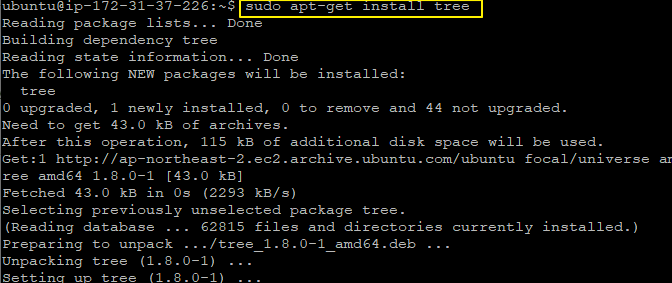 ubuntu@ip-172-31-37-226:~$ sudo apt-get install tree
Reading package lists... Done
Building dependency tree
Reading state information... Done
The following NEW packages will be installed:
  tree
0 upgraded, 1 newly installed, 0 to remove and 44 not upgraded.
Need to get 43.0 kB of archives.
After this operation, 115 kB of additional disk space will be used.
Get:1 http://ap-northeast-2.ec2.archive.ubuntu.com/ubuntu focal/universe am
ree amd64 1.8.0-1 [43.0 kB]
Fetched 43.0 kB in 0s (2293 kB/s)
Selecting previously unselected package tree.
(Reading database ... 62815 files and directories currently installed.)
Preparing to unpack .../tree_1.8.0-1_amd64.deb ...
Unpacking tree (1.8.0-1) ...
Setting up tree (1.8.0-1) ...